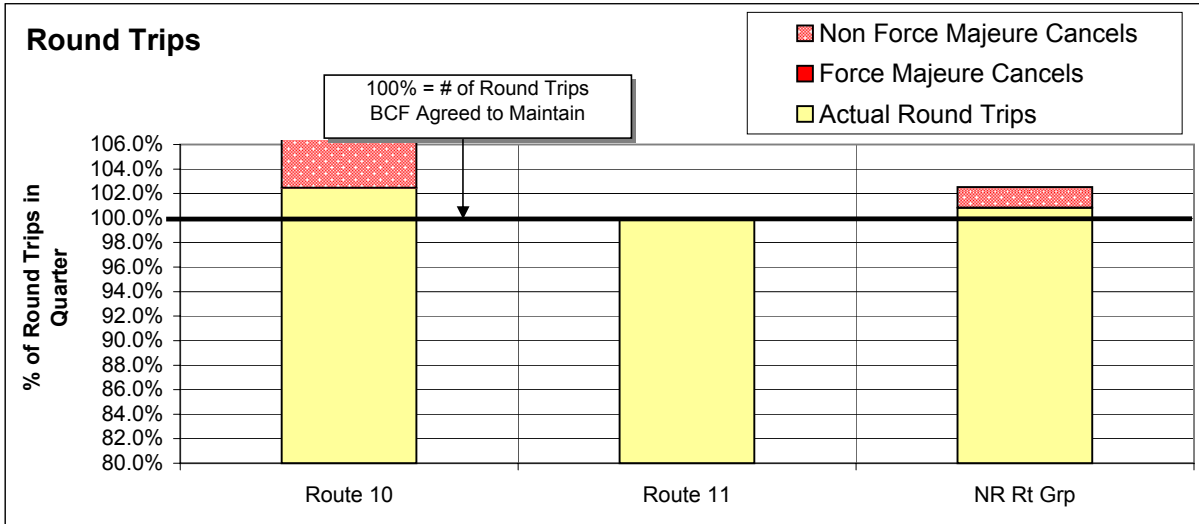 Round Trips
Non Force Majeure Cancels
Force Majeure Cancels
Actual Round Trips
100% = # of Round Trips
BCF Agreed to Maintain
% of Round Trips in
Quarter
106.0%
104.0%
102.0%
100.0%
98.0%
96.0%
94.0%
92.0%
90.0%
88.0%
86.0%
84.0%
82.0%
80.0%
Route 10
Route 11
NR Rt Grp